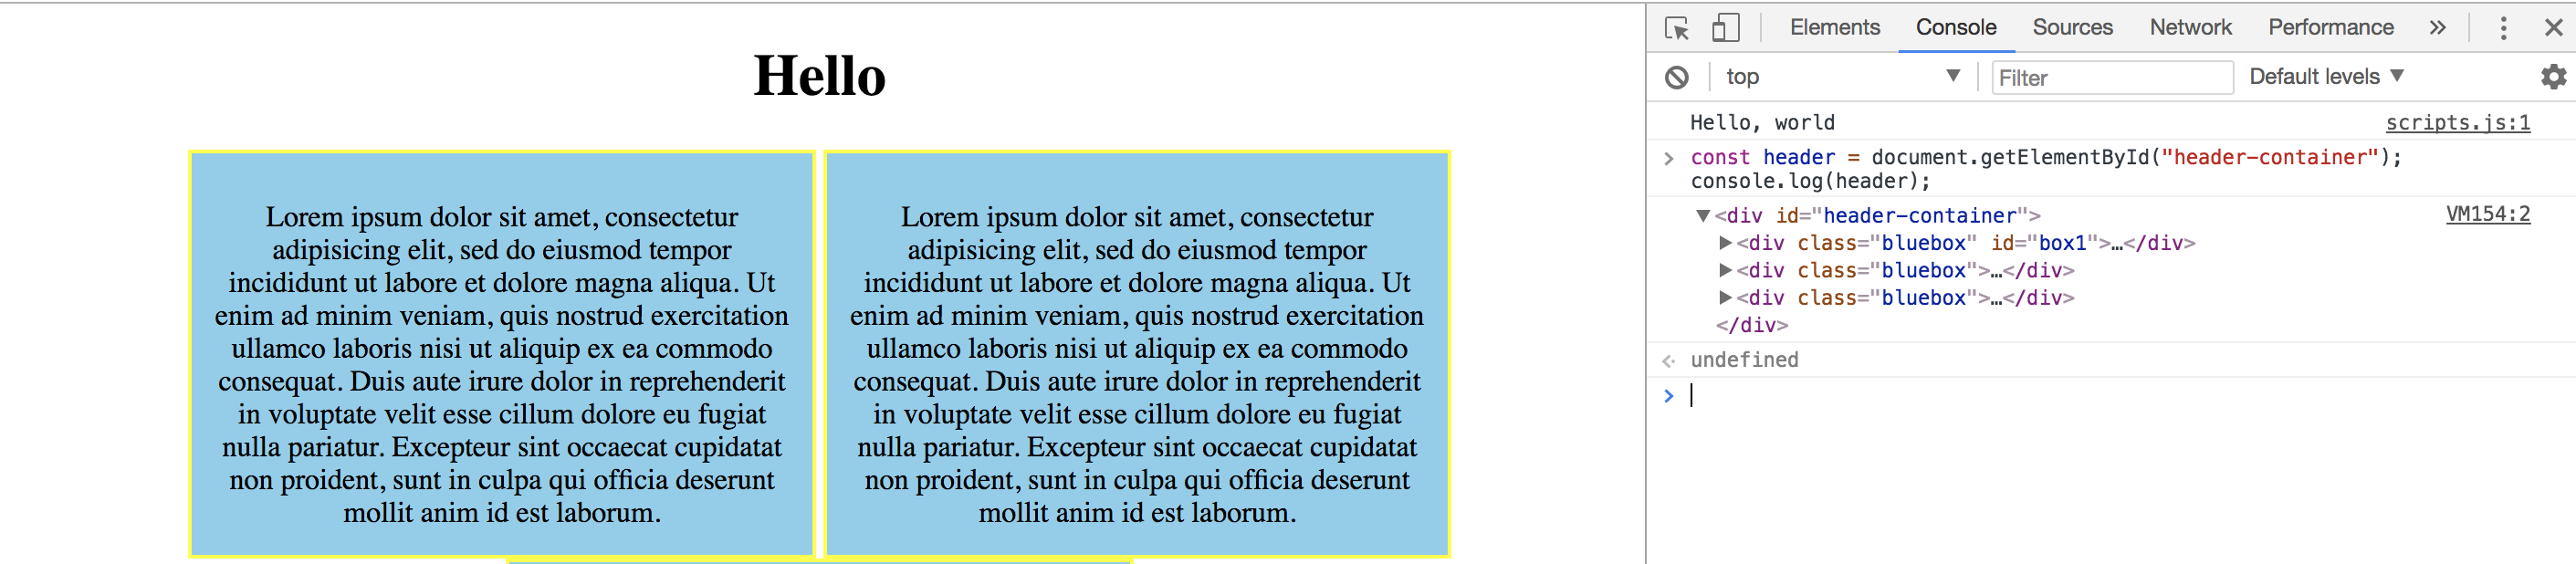 Hello
Lorem ipsum dolor sit amet, consectetur
adipisicing elit, sed do eiusmod tempor
incididunt ut labore et dolore magna aliqua. Ut
enim ad minim veniam, quis nostrud exercitation
ullamco laboris nisi ut aliquip ex ea commodo
consequat. Duis aute irure dolor in reprehenderit
in voluptate velit esse cillum dolore eu fugiat
nulla pariatur. Excepteur sint occaecat cupidatat
non proident, sunt in culpa qui officia deserunt
mollit anim id est laborum.
Lorem ipsum dolor sit amet, consectetur
adipisicing elit, sed do eiusmod tempor
incididunt ut labore et dolore magna aliqua. Ut
enim ad minim veniam, quis nostrud exercitation
ullamco laboris nisi ut aliquip ex ea commodo
consequat. Duis aute irure dolor in reprehenderit
in voluptate velit esse cillum dolore eu fugiat
nulla pariatur. Excepteur sint occaecat cupidatat
non proident, sunt in culpa qui officia deserunt
mollit anim id est laborum.
Elements Console Sources Network Performance »
top Filter Default levels
Hello, world scripts.js:1
> const header = document.getElementById("header-container");
console.log(header);
<div id="header-container"> VM154:2
<div class="bluebox" id="box1">…</div>
<div class="bluebox">…</div>
<div class="bluebox">…</div>
</div>
undefined
>